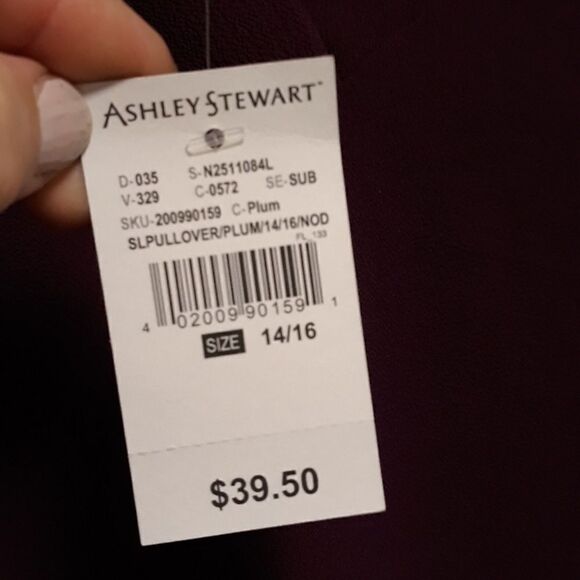 ASHLEY STEWART
D-035 S-N2511084L
V-329 C-0572 SE-SUB
SKU-200990159 C-Plum
SLPULLOVER/PLUM/14/16/NOD
FL_133
4 02009 90159 1
SIZE 14/16
$39.50